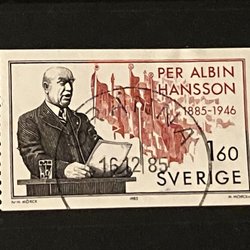 PER ALBIN
HANSSON
1885-1946
16.12.85
1.60
SVERIGE
1985